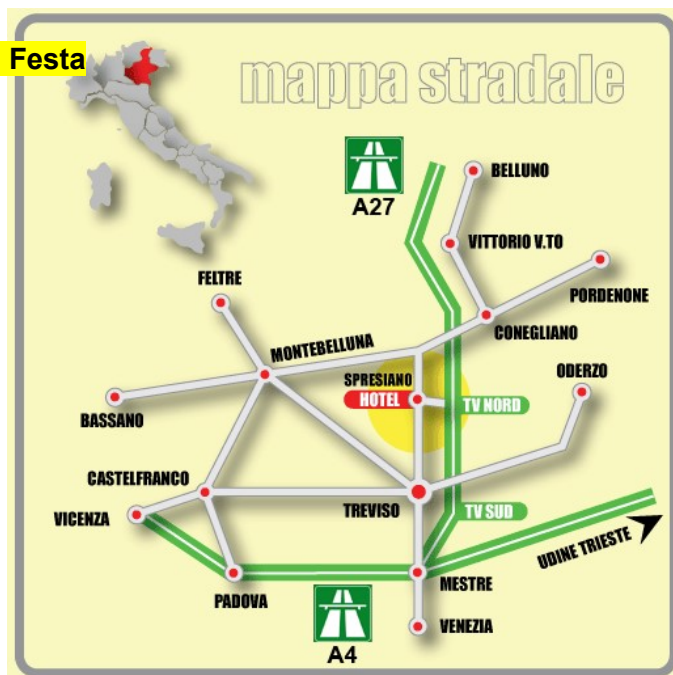 Festa
mappa stradale
A27
BELLUNO
VITTORIO V.TO
FELTRE
PORDENONE
CONEGLIANO
MONTEBELLUNA
ODERZO
SPRESIANO
HOTEL
TV NORD
BASSANO
CASTELFRANCO
VICENZA
TREVISO
TV SUD
UDINE TRIESTE
PADOVA
MESTRE
VENEZIA
A4